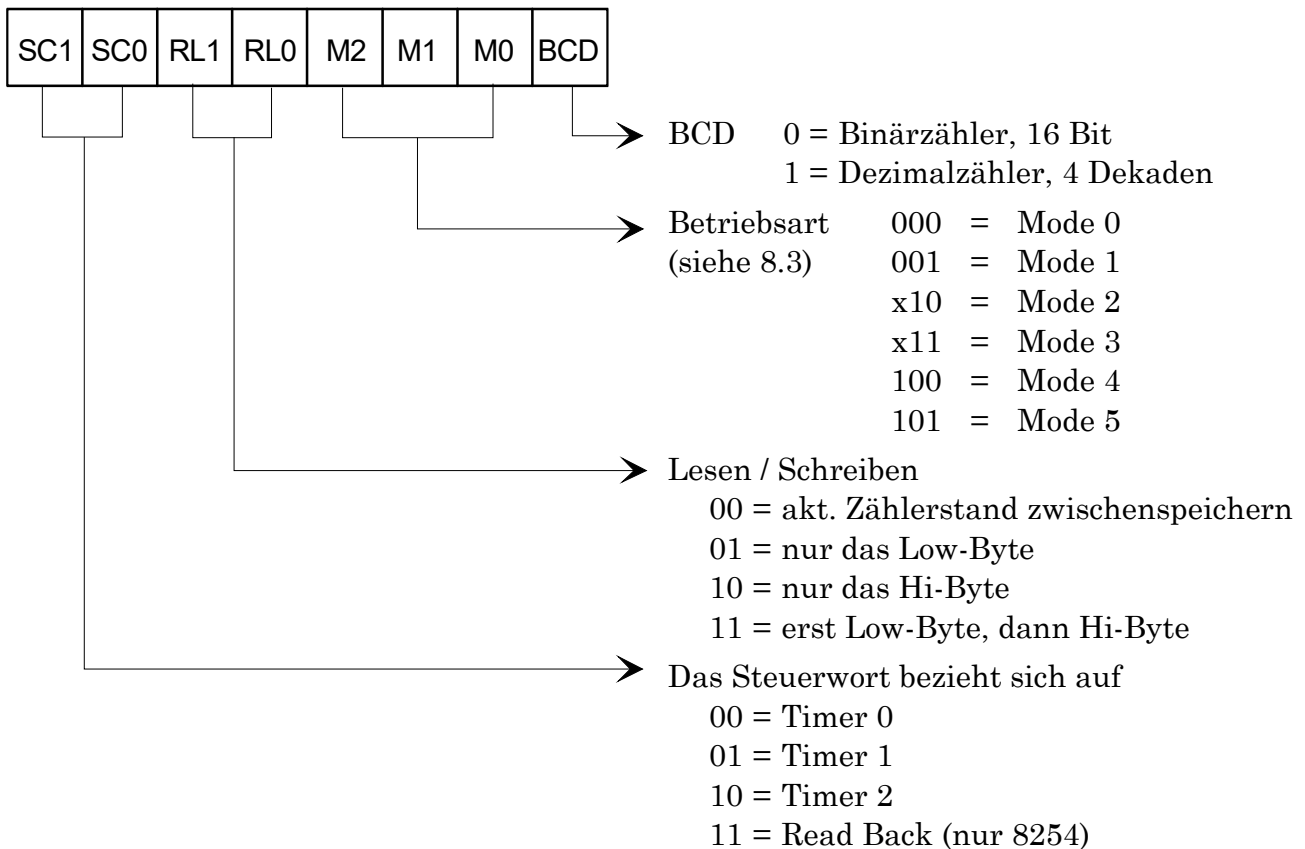 SC1 SC0 RL1 RL0 M2 M1 M0 BCD
BCD 0 = Binärzähler, 16 Bit
1 = Dezimalzähler, 4 Dekaden
Betriebsart 000 = Mode 0
(siehe 8.3) 001 = Mode 1
x10 = Mode 2
x11 = Mode 3
100 = Mode 4
101 = Mode 5
Lesen / Schreiben
00 = akt. Zählerstand zwischenspeichern
01 = nur das Low-Byte
10 = nur das Hi-Byte
11 = erst Low-Byte, dann Hi-Byte
Das Steuerwort bezieht sich auf
00 = Timer 0
01 = Timer 1
10 = Timer 2
11 = Read Back (nur 8254)